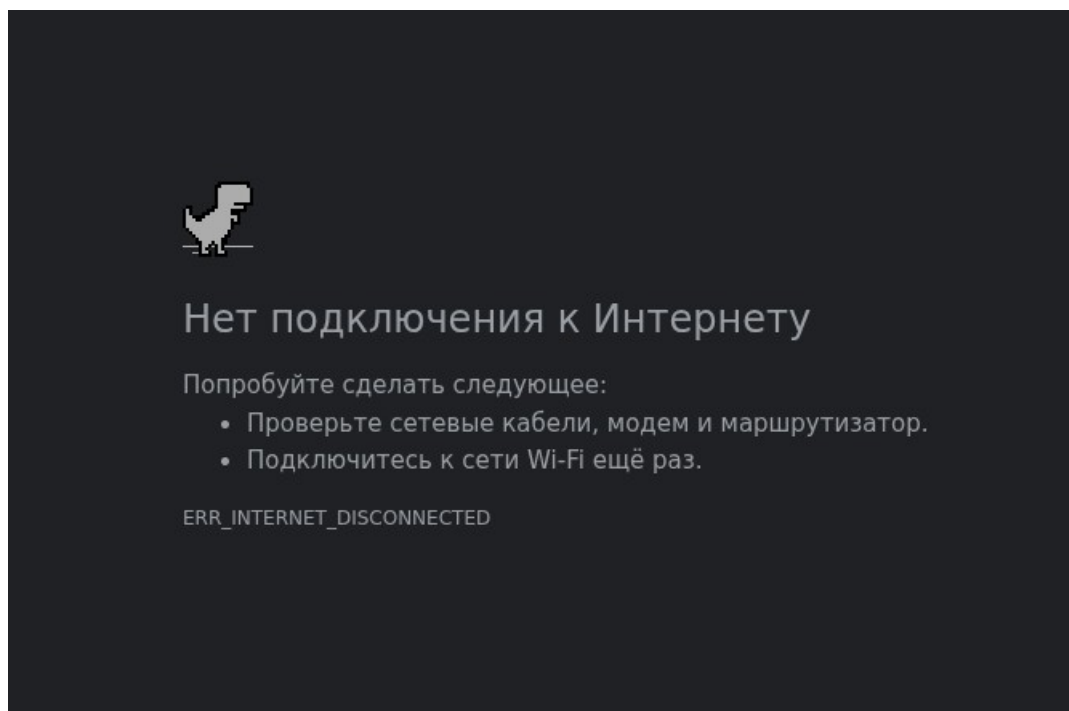 Нет подключения к Интернету
Попробуйте сделать следующее:
• Проверьте сетевые кабели, модем и маршрутизатор.
• Подключитесь к сети Wi-Fi ещё раз.
ERR_INTERNET_DISCONNECTED